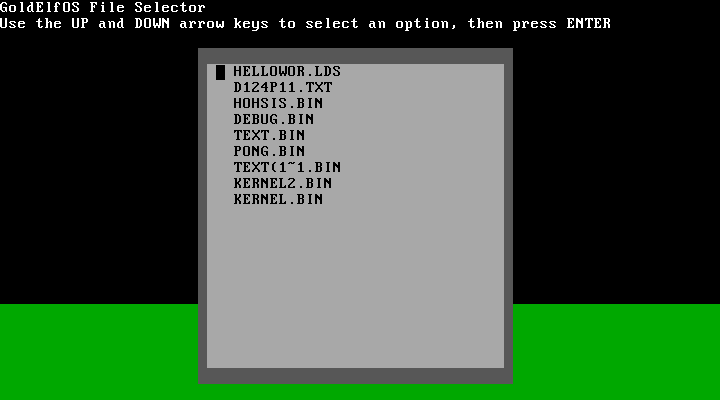 GoldElfOS File Selector
Use the UP and DOWN arrow keys to select an option, then press ENTER
HELLOWOR.LDS
D124P11.TXT
HOHSIS.BIN
DEBUG.BIN
TEXT.BIN
PONG.BIN
TEXT(1~1.BIN
KERNEL2.BIN
KERNEL.BIN